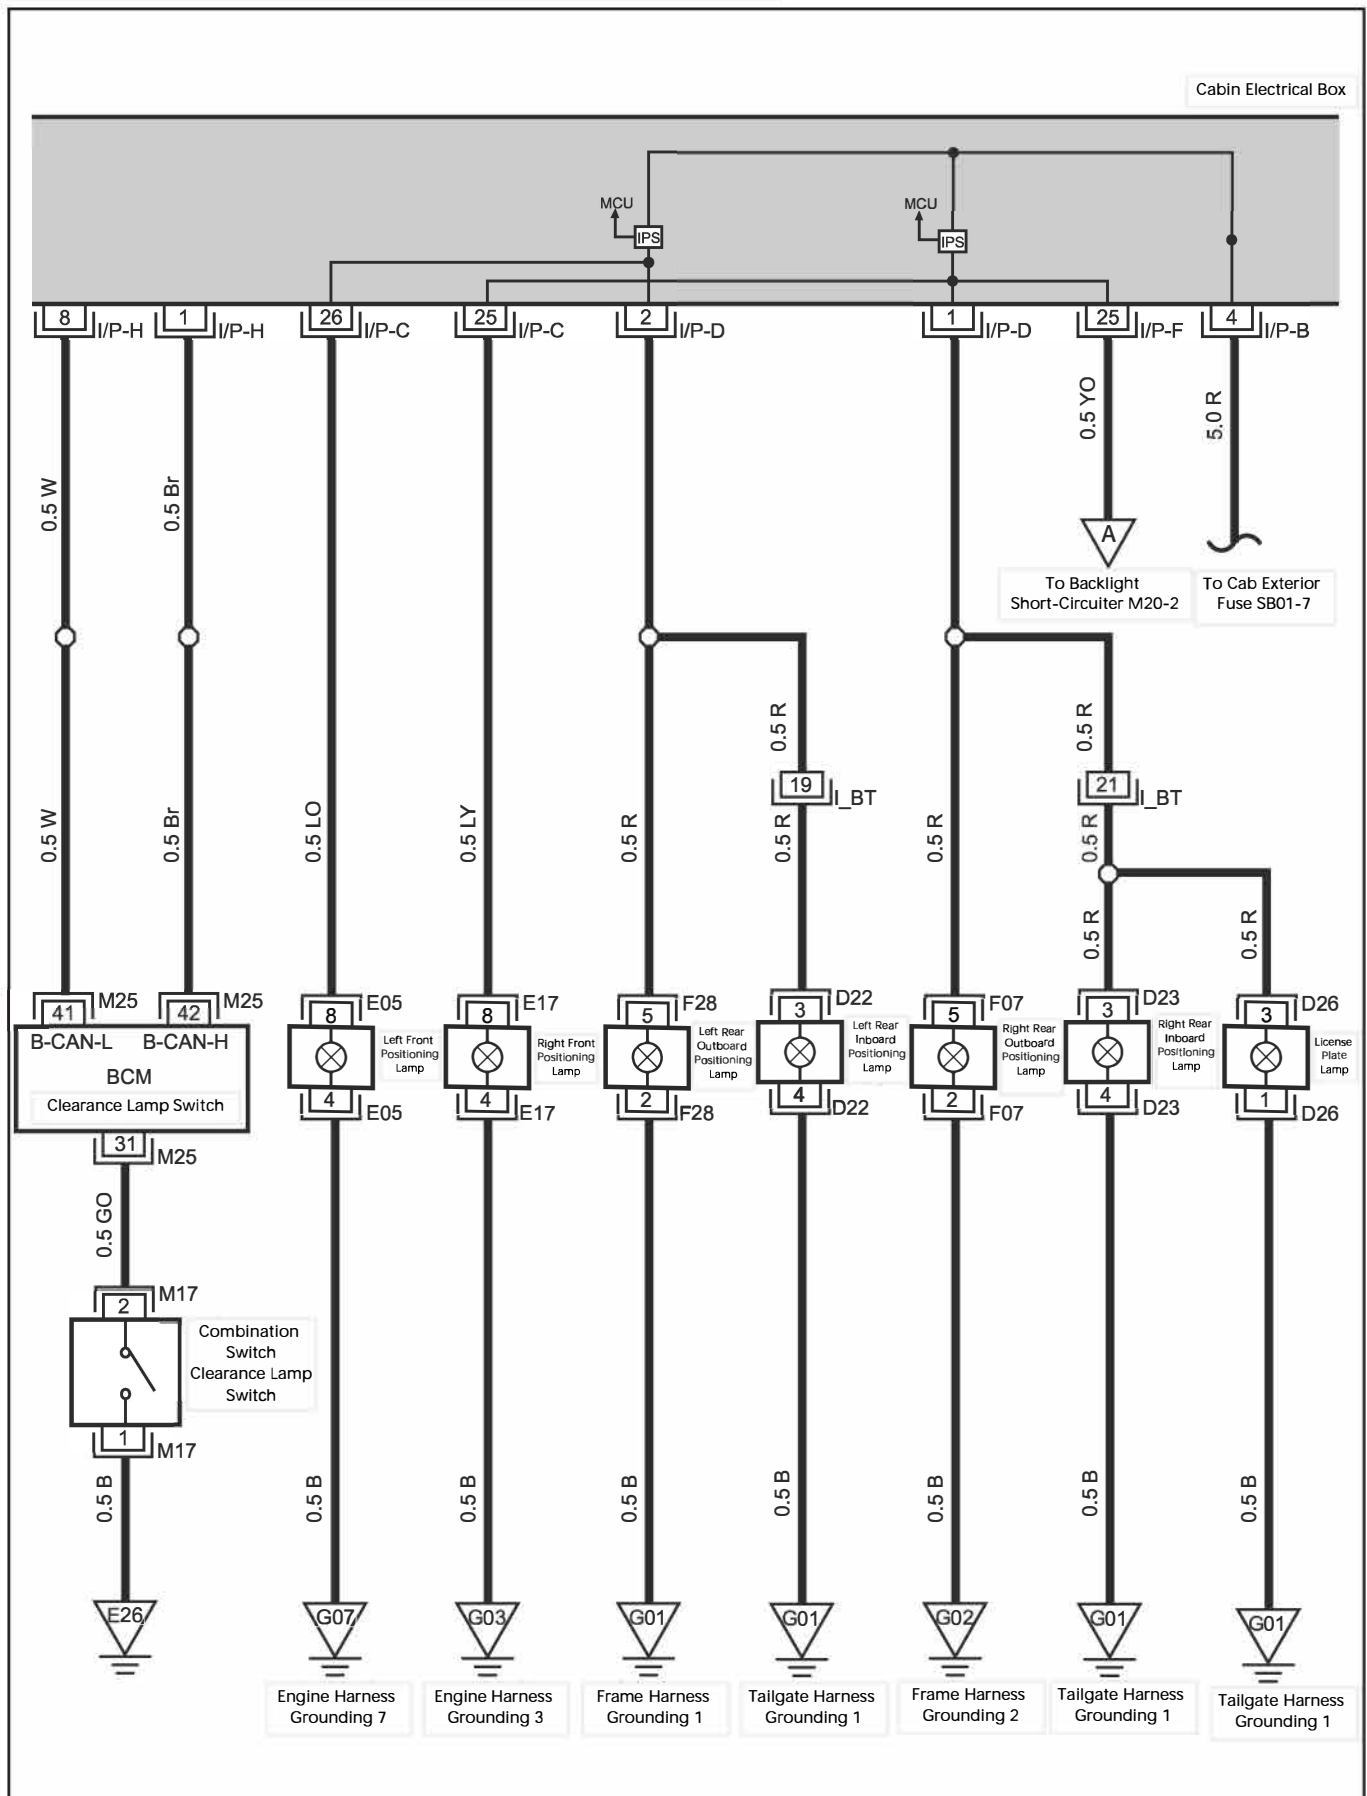 Cabin Electrical Box
MCU
MCU
IPS
IPS
8
I/P-H
1
I/P-H
26
I/P-C
25
I/P-C
2
I/P-D
1
I/P-D
25
I/P-F
4
I/P-B
0.5 YO
5.0 R
0.5 W
0.5 Br
A
To Backlight
Short-Circuiter M20-2
To Cab Exterior
Fuse SB01-7
0.5 R
0.5 R
19
I_BT
21
I_BT
0.5 W
0.5 Br
0.5 LO
0.5 LY
0.5 R
0.5 R
0.5 R
0.5 R
0.5 R
0.5 R
41
M25
42
M25
8
E05
8
E17
5
F28
3
D22
5
F07
3
D23
3
D26
B-CAN-L
B-CAN-H
BCM
Clearance Lamp Switch
Left Front
Positioning
Lamp
Right Front
Positioning
Lamp
Left Rear
Outboard
Positioning
Lamp
Left Rear
Inboard
Positioning
Lamp
Right Rear
Outboard
Positioning
Lamp
Right Rear
Inboard
Positioning
Lamp
License
Plate
Lamp
4
E05
4
E17
2
F28
4
D22
2
F07
4
D23
1
D26
31
M25
0.5 GO
2
M17
Combination
Switch
Clearance Lamp
Switch
1
M17
0.5 B
0.5 B
0.5 B
0.5 B
0.5 B
0.5 B
0.5 B
0.5 B
E26
G07
G03
G01
G01
G02
G01
G01
Engine Harness
Grounding 7
Engine Harness
Grounding 3
Frame Harness
Grounding 1
Tailgate Harness
Grounding 1
Frame Harness
Grounding 2
Tailgate Harness
Grounding 1
Tailgate Harness
Grounding 1